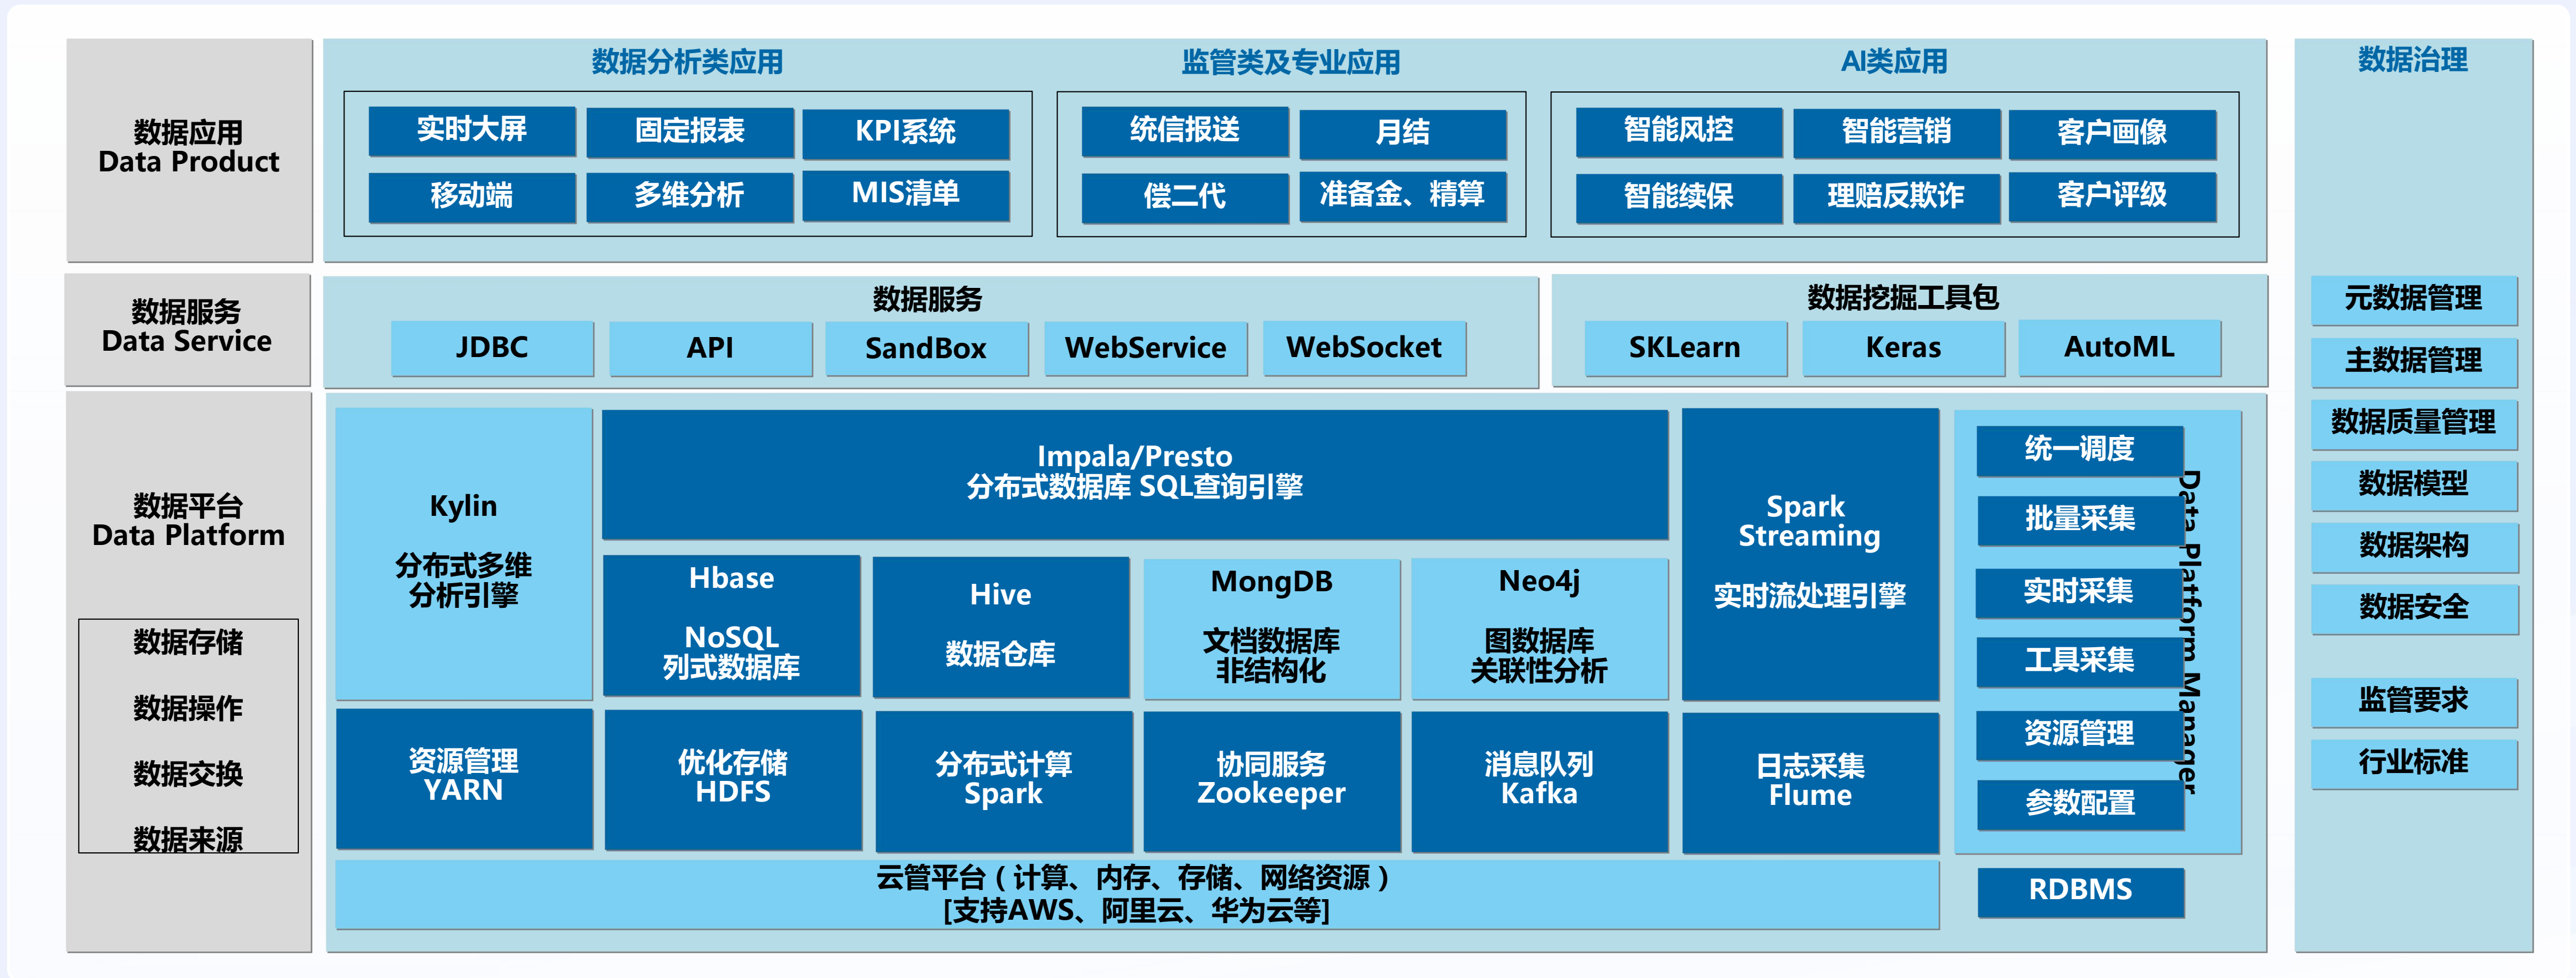 数据应用
Data Product
数据分析类应用
实时大屏
固定报表
KPI系统
移动端
多维分析
MIS清单
监管类及专业应用
统信报送
月结
偿二代
准备金、精算
AI类应用
智能风控
智能营销
客户画像
智能续保
理赔反欺诈
客户评级
数据服务
Data Service
数据服务
JDBC
API
SandBox
WebService
WebSocket
数据挖掘工具包
SKLearn
Keras
AutoML
数据平台
Data Platform
数据存储
数据操作
数据交换
数据来源
Kylin
分布式多维
分析引擎
Impala/Presto
分布式数据库 SQL查询引擎
Hbase
NoSQL
列式数据库
Hive
数据仓库
MongDB
文档数据库
非结构化
Neo4j
图数据库
关联性分析
Spark
Streaming
实时流处理引擎
资源管理
YARN
优化存储
HDFS
分布式计算
Spark
协同服务
Zookeeper
消息队列
Kafka
日志采集
Flume
云管平台（计算、内存、存储、网络资源）
[支持AWS、阿里云、华为云等]
统一调度
批量采集
实时采集
工具采集
资源管理
参数配置
Data Platform Manager
RDBMS
数据治理
元数据管理
主数据管理
数据质量管理
数据模型
数据架构
数据安全
监管要求
行业标准